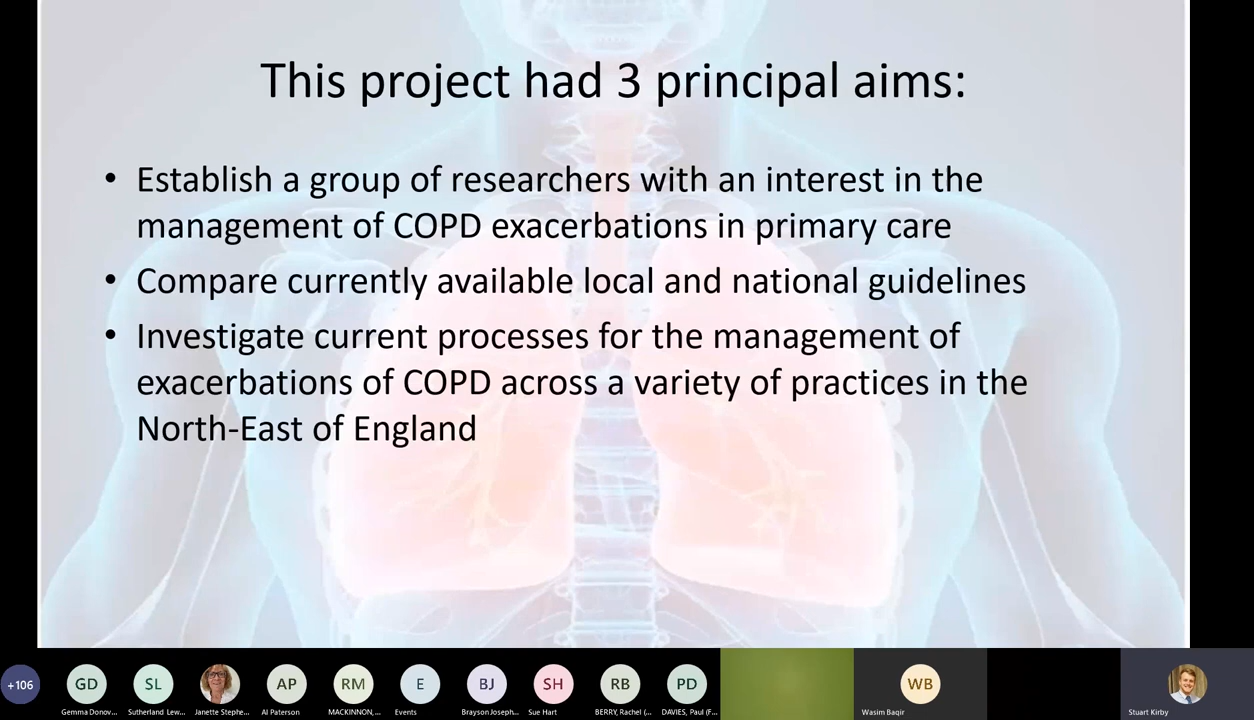 This project had 3 principal aims:
• Establish a group of researchers with an interest in the
management of COPD exacerbations in primary care
• Compare currently available local and national guidelines
• Investigate current processes for the management of
exacerbations of COPD across a variety of practices in the
North-East of England
+106
GD
SL
AP
RM
E
BJ
SH
RB
PD
WB
Gemma Donov...
Sutherland Lew...
Janette Stephe...
Al Paterson
MACKINNON,...
Events
Brayson Joseph...
Sue Hart
BERRY, Rachel (...
DAVIES, Paul (F...
Wasim Baqir
Stuart Kirby